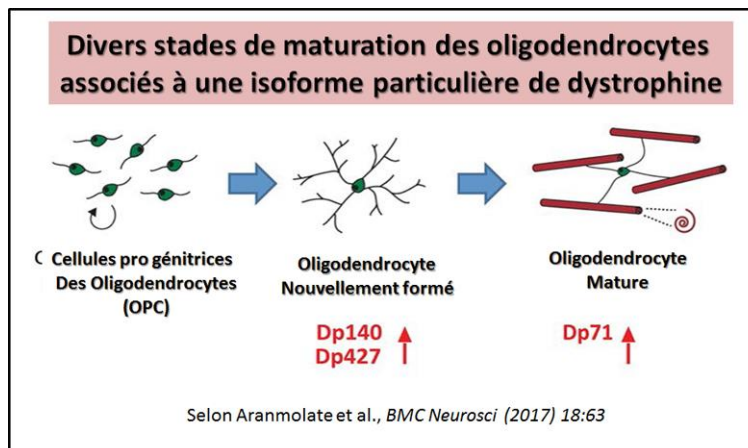 Divers stades de maturation des oligodendrocytes
associés à une isoforme particulière de dystrophine
C Cellules pro génitrices
Des Oligodendrocytes
(OPC)
Oligodendrocyte
Nouvellement formé
Dp140
Dp427
Oligodendrocyte
Mature
Dp71
Selon Aranmolate et al., BMC Neurosci (2017) 18:63